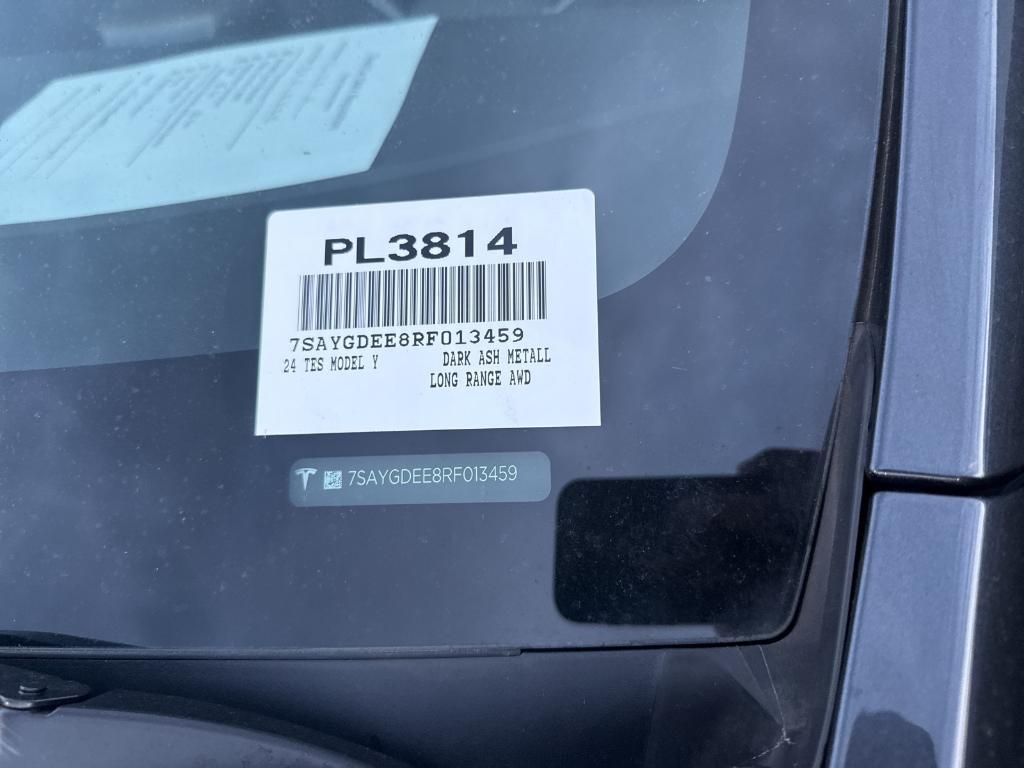 PL3814
7SAYGDEE8RF013459
24 TES MODEL Y DARK ASH METALL
LONG RANGE AWD
7SAYGDEE8RF013459